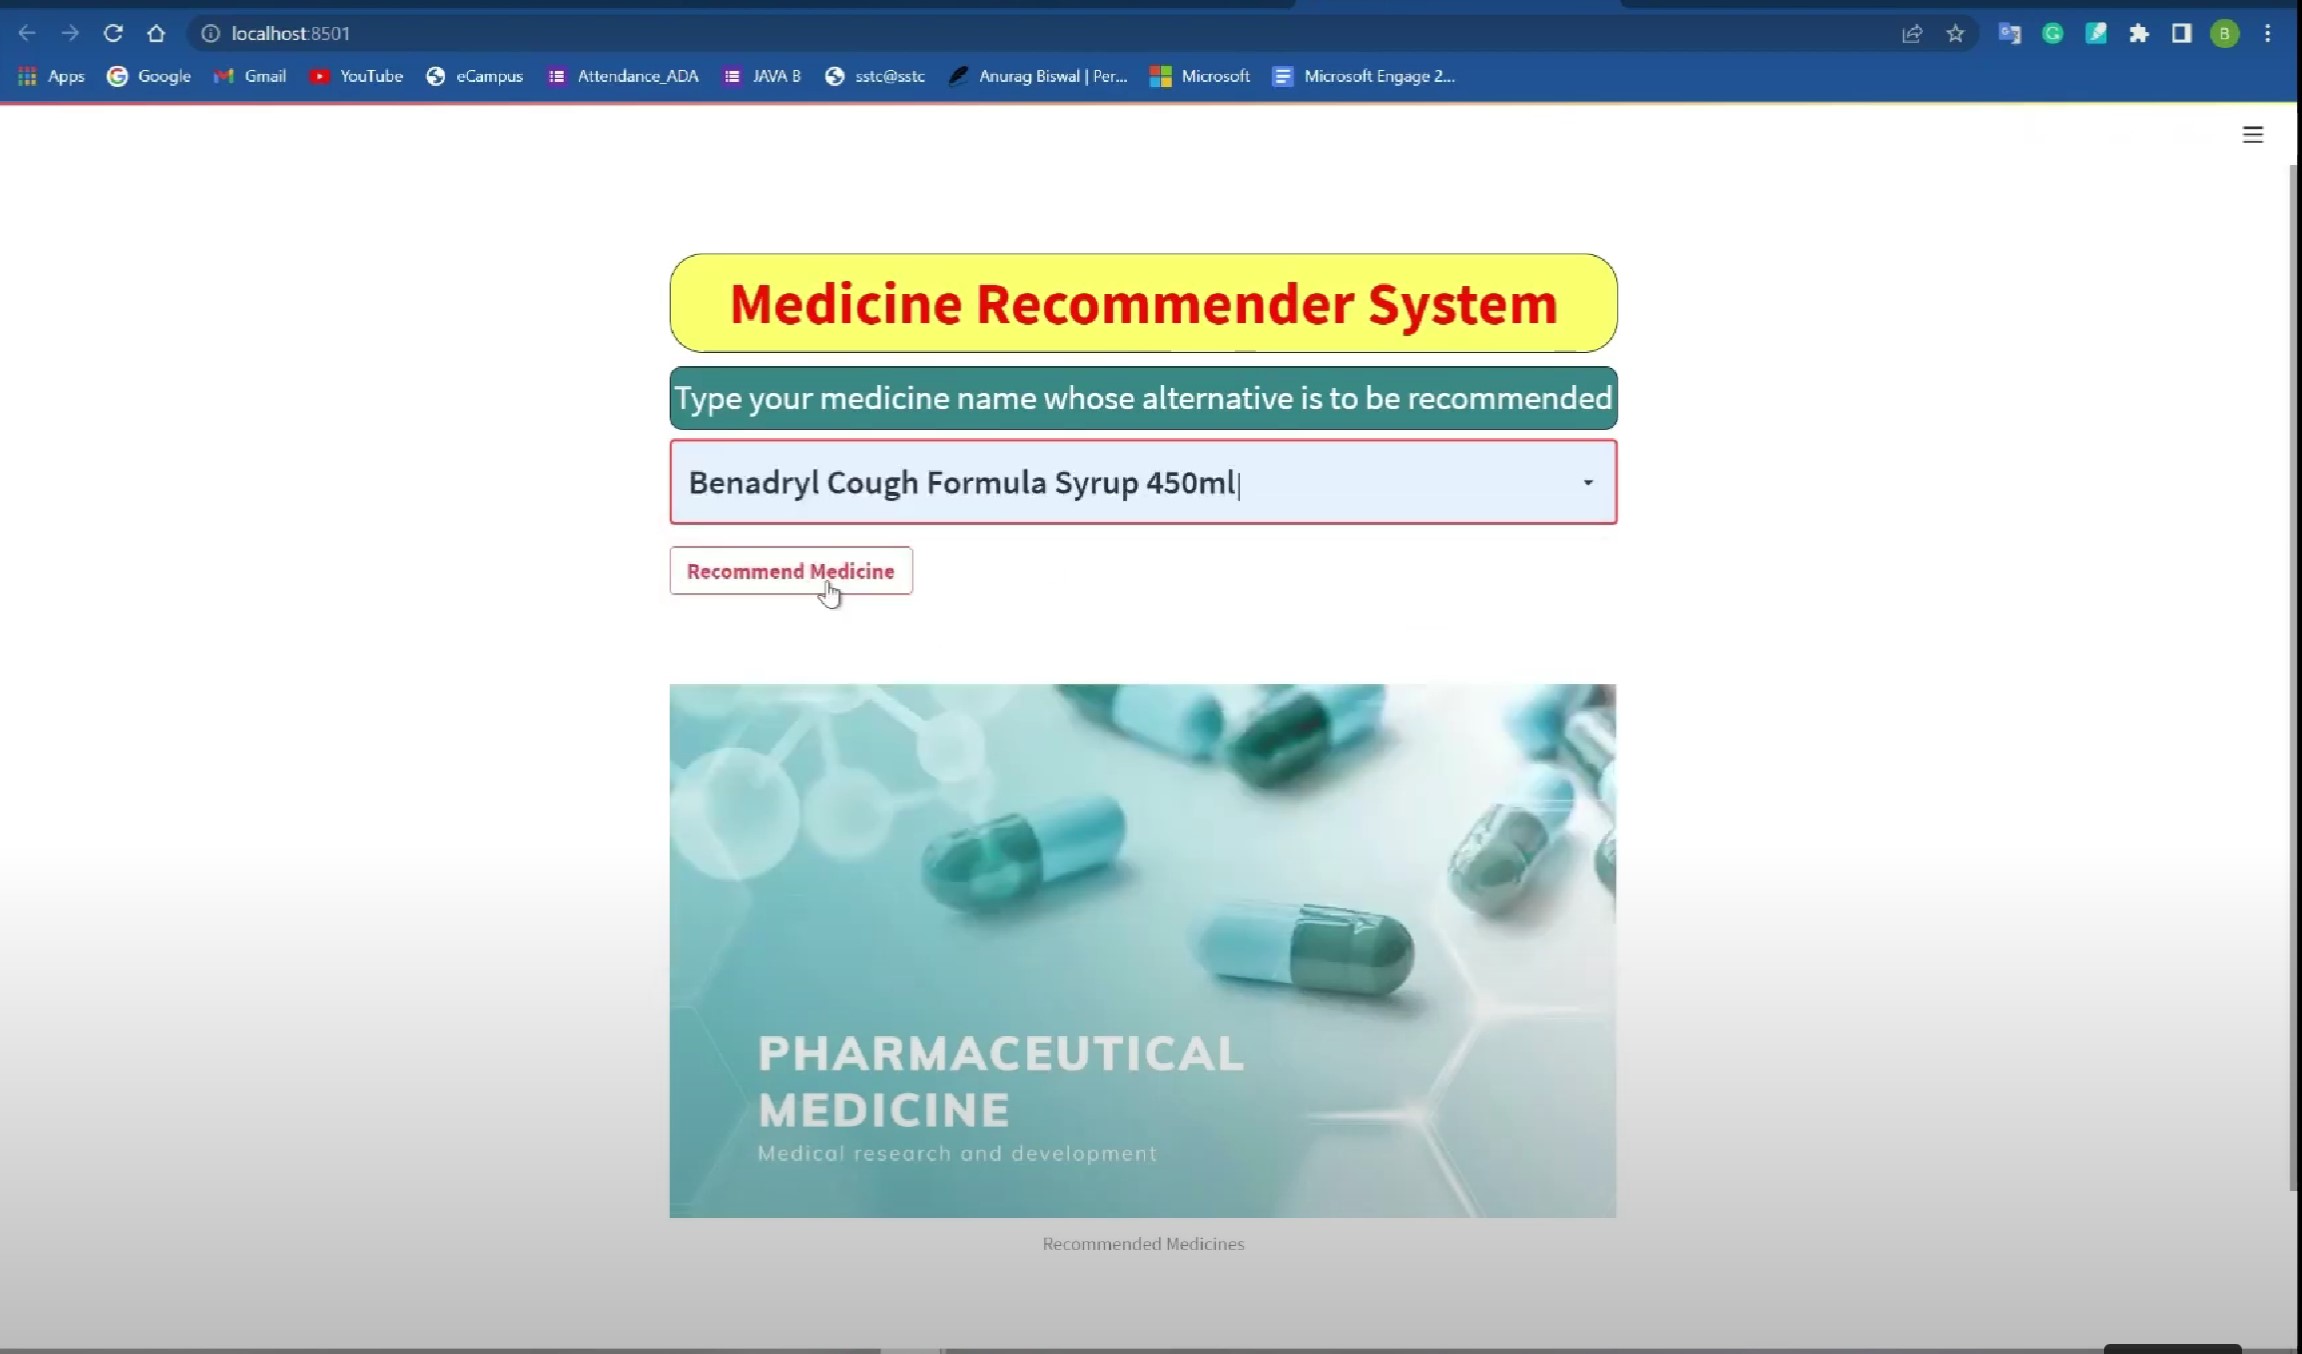 localhost:8501
Apps Google Gmail YouTube eCampus Attendance_ADA JAVA B sstc@sstc Anurag Biswal | Per... Microsoft Microsoft Engage 2...
B
Medicine Recommender System
Type your medicine name whose alternative is to be recommended
Benadryl Cough Formula Syrup 450ml
Recommend Medicine
PHARMACEUTICAL
MEDICINE
Medical research and development
Recommended Medicines